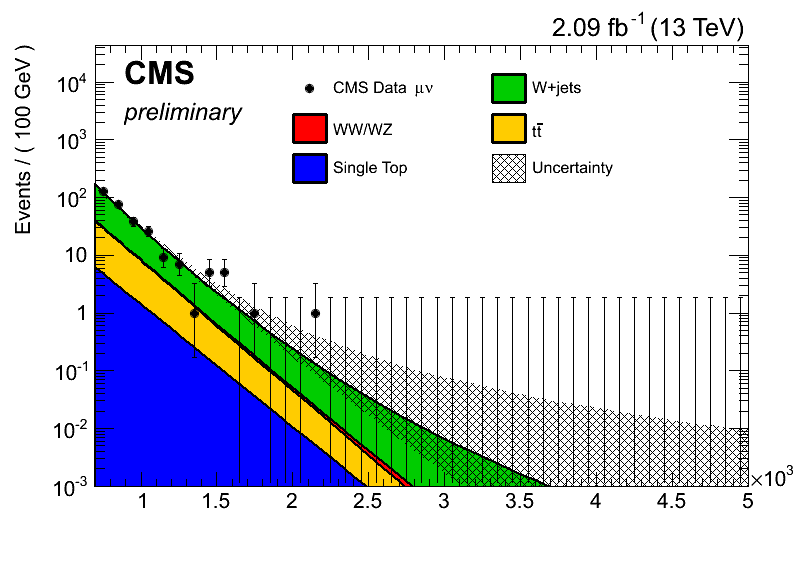 2.09 fb⁻¹ (13 TeV)
Events / ( 100 GeV )
CMS
preliminary
CMS Data μν
W+jets
WW/WZ
tt̅
Single Top
Uncertainty
10⁴
10³
10²
10
1
10⁻¹
10⁻²
10⁻³
1 1.5 2 2.5 3 3.5 4 4.5 5
×10³